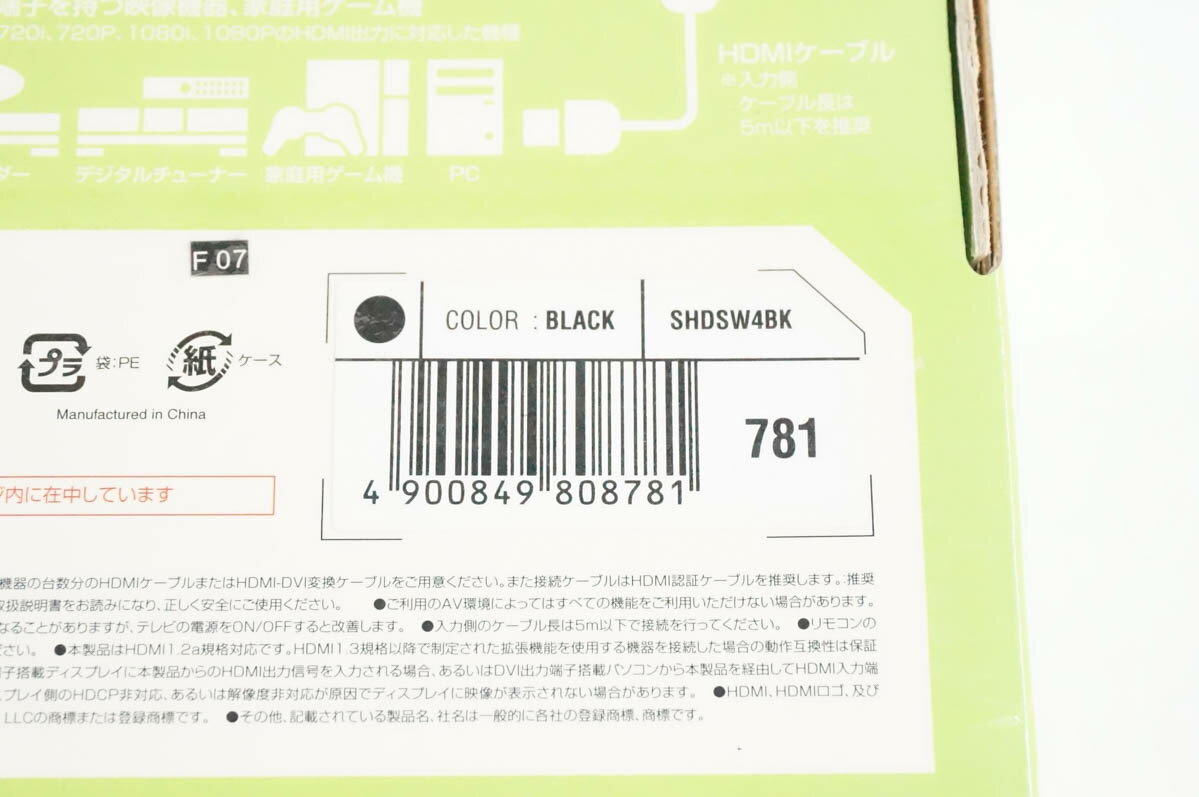 端子を持つ映像機器、家庭用ゲーム機
720i、720P、1080i、1080PのHDMI出力に対応した機種
HDMIケーブル
※入力側
ケーブル長は
5m以下を推奨
ダー
デジタルチューナー
家庭用ゲーム機
PC
F 07
COLOR : BLACK
SHDSW4BK
プラ
袋:PE
紙
ケース
Manufactured in China
781
4 900849 808781
内に在中しています
機器の台数分のHDMIケーブルまたはHDMI-DVI変換ケーブルをご用意ください。また接続ケーブルはHDMI認証ケーブルを推奨します。:推奨
取扱説明書をお読みになり、正しく安全にご使用ください。 ●ご利用のAV環境によってはすべての機能をご利用いただけない場合があります。
なることがありますが、テレビの電源をON/OFFすると改善します。 ●入力側のケーブル長は5m以下で接続を行ってください。 ●リモコンの
ださい。 ●本製品はHDMI1.2a規格対応です。HDMI1.3規格以降で制定された拡張機能を使用する機器を接続した場合の動作互換性は保証
端子搭載ディスプレイに本製品からのHDMI出力信号を入力される場合、あるいはDVI出力端子搭載パソコンから本製品を経由してHDMI入力端
スプレイ側のHDCP非対応、あるいは解像度非対応が原因でディスプレイに映像が表示されない場合があります。 ●HDMI、HDMIロゴ、及び
LLCの商標または登録商標です。 ●その他、記載されている製品名、社名は一般的に各社の登録商標、商標です。